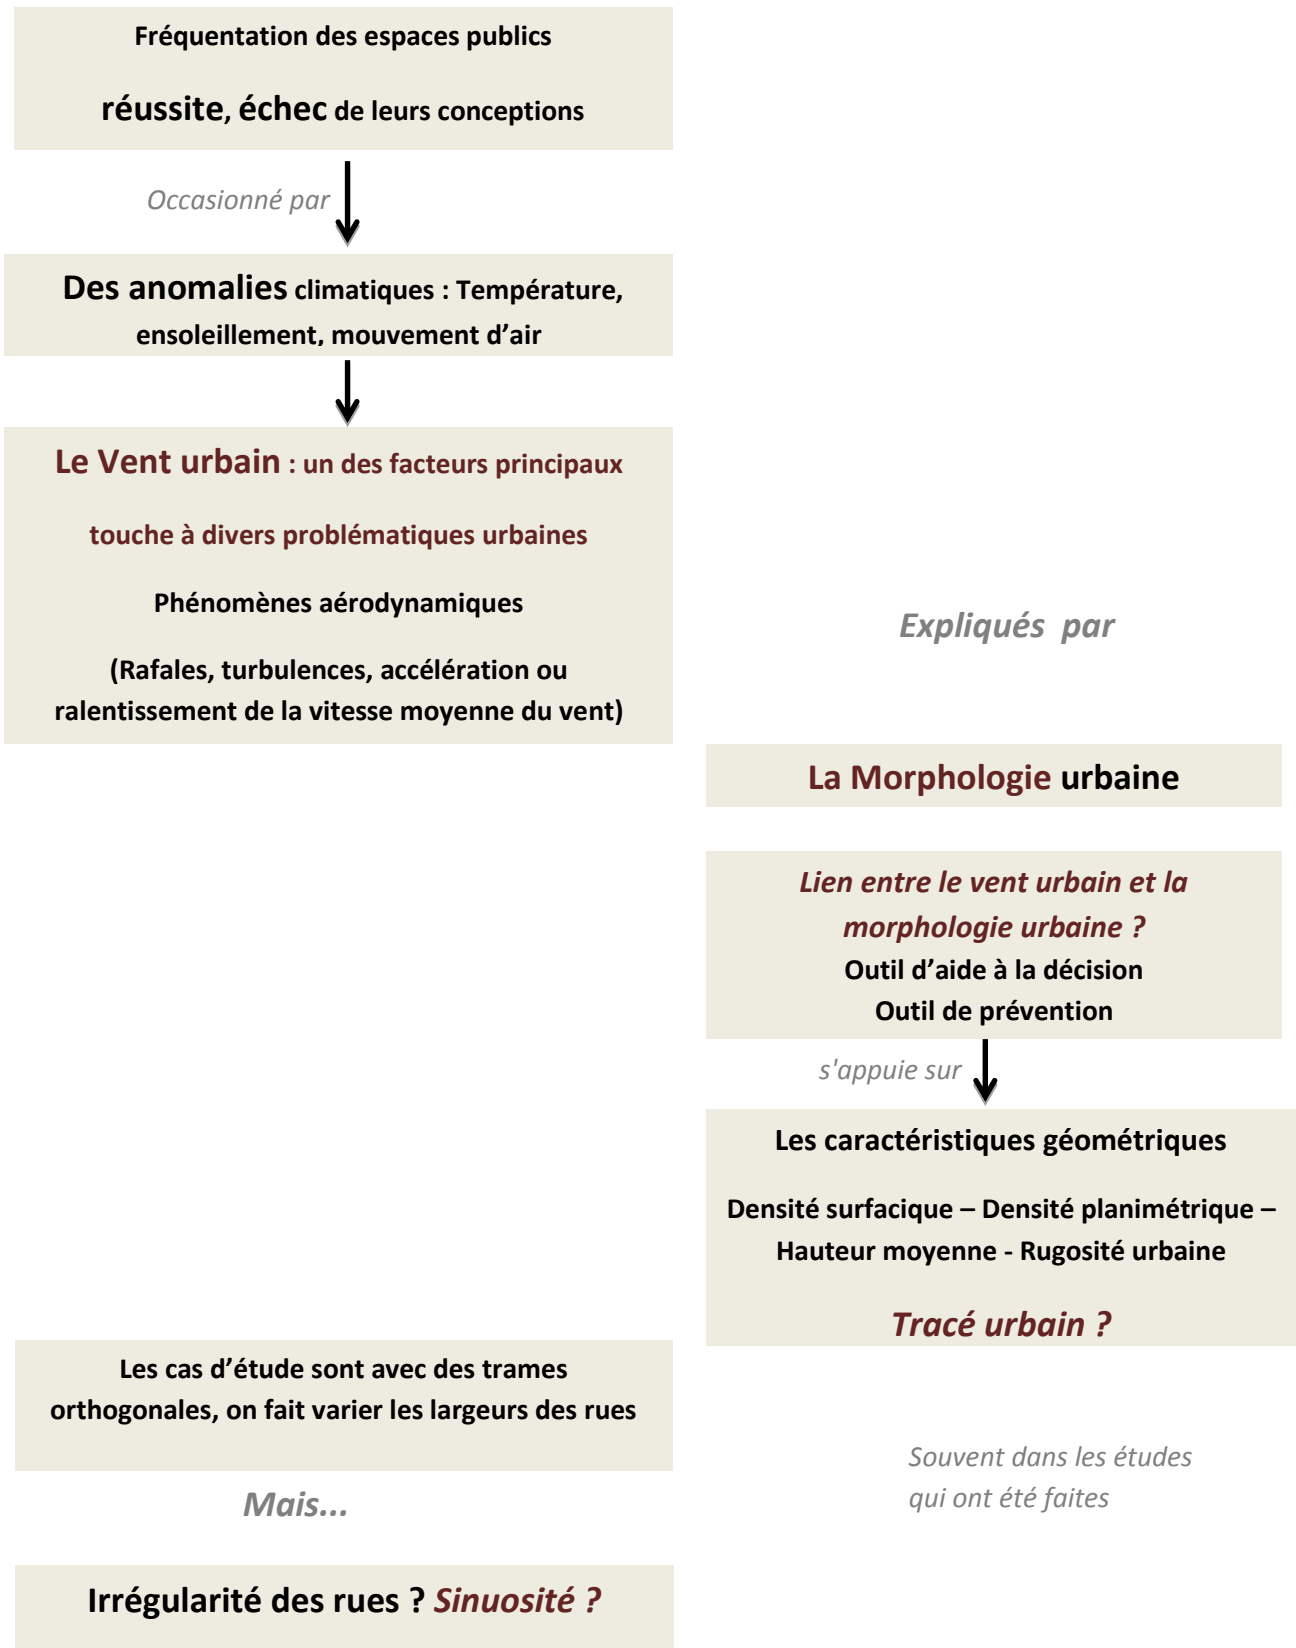 Fréquentation des espaces publics
réussite, échec de leurs conceptions
Occasionné par
Des anomalies climatiques : Température,
ensoleillement, mouvement d’air
Le Vent urbain : un des facteurs principaux
touche à divers problématiques urbaines
Phénomènes aérodynamiques
(Rafales, turbulences, accélération ou
ralentissement de la vitesse moyenne du vent)
Expliqués par
La Morphologie urbaine
Lien entre le vent urbain et la
morphologie urbaine ?
Outil d’aide à la décision
Outil de prévention
s'appuie sur
Les caractéristiques géométriques
Densité surfacique – Densité planimétrique –
Hauteur moyenne - Rugosité urbaine
Tracé urbain ?
Souvent dans les études
qui ont été faites
Les cas d’étude sont avec des trames
orthogonales, on fait varier les largeurs des rues
Mais...
Irrégularité des rues ? Sinuosité ?